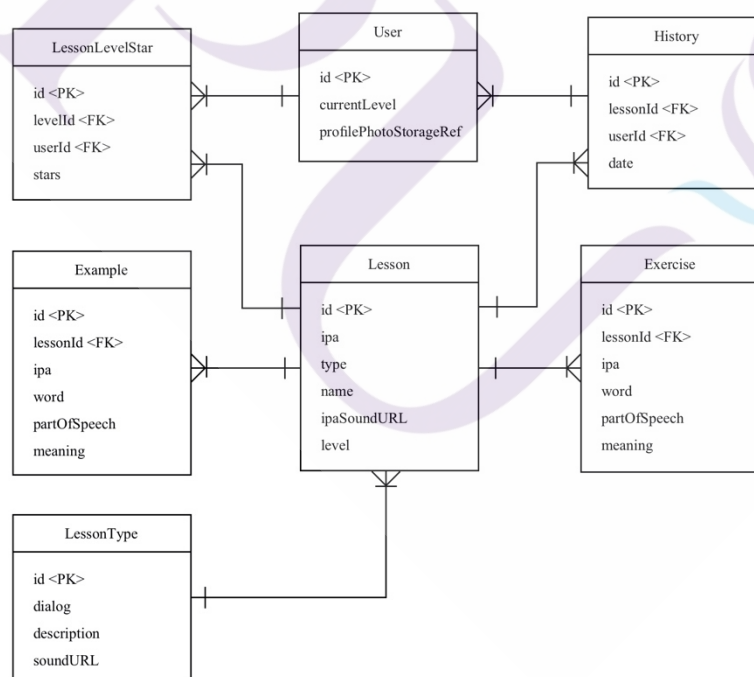 LessonLevelStar
id <PK>
levelId <FK>
userId <FK>
stars
User
id <PK>
currentLevel
profilePhotoStorageRef
History
id <PK>
lessonId <FK>
userId <FK>
date
Example
id <PK>
lessonId <FK>
ipa
word
partOfSpeech
meaning
Lesson
id <PK>
ipa
type
name
ipaSoundURL
level
Exercise
id <PK>
lessonId <FK>
ipa
word
partOfSpeech
meaning
LessonType
id <PK>
dialog
description
soundURL